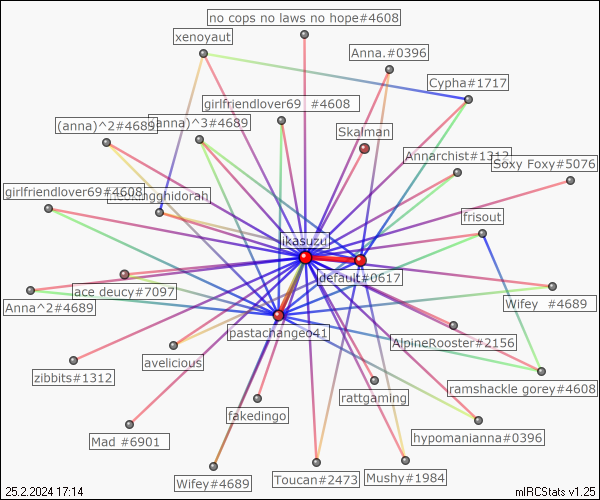 no cops no laws no hope#4608
xenoyaut
Anna.#0396
Cypha#1717
girlfriendlover69 #4608
(anna)^2#4689
(anna)^3#4689
Skalman
Annarchist#1312
Soxy Foxy#5076
girlfriendlover69#4608
frisout
ikasuzu
default#0617
ace deucy#7097
Anna^2#4689
Wifey #4689
pastachangeo41
AlpineRooster#2156
avelicious
zibbits#1312
ramshackle gorey#4608
rattgaming
fakedingo
hypomanianna#0396
Mad #6901
Wifey#4689
Toucan#2473
Mushy#1984
25.2.2024 17:14
mIRCStats v1.25